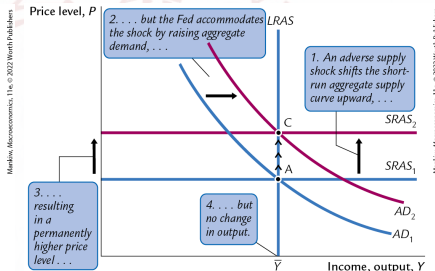 Price level, P
2. . . . but the Fed accommodates
the shock by raising aggregate
demand, . . .
LRAS
1. An adverse supply
shock shifts the short-
run aggregate supply
curve upward, . . .
C
SRAS2
A
SRAS1
3. . . .
resulting
in a
permanently
higher price
level . . .
4. . . . but
no change
in output.
AD2
AD1
Y̅
Income, output, Y
Mankiw, Macroeconomics, 11e, © 2022 Worth Publishers